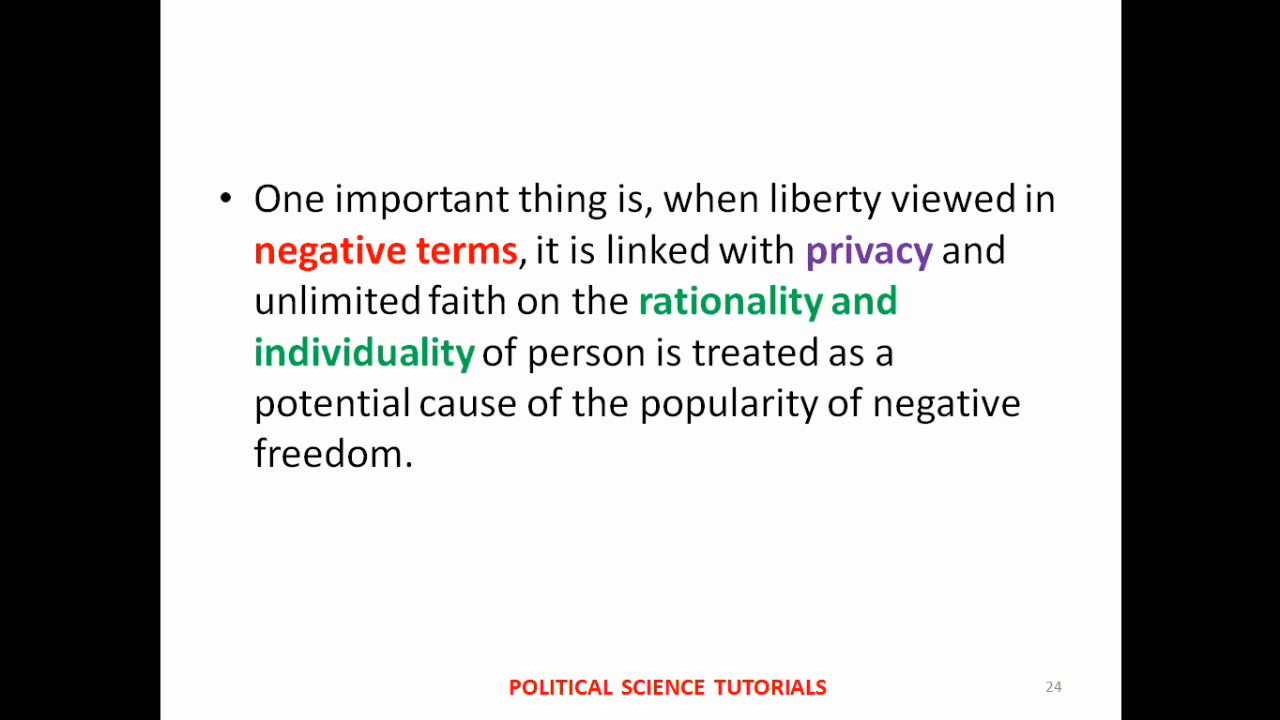 • One important thing is, when liberty viewed in
negative terms, it is linked with privacy and
unlimited faith on the rationality and
individuality of person is treated as a
potential cause of the popularity of negative
freedom.
POLITICAL SCIENCE TUTORIALS
24